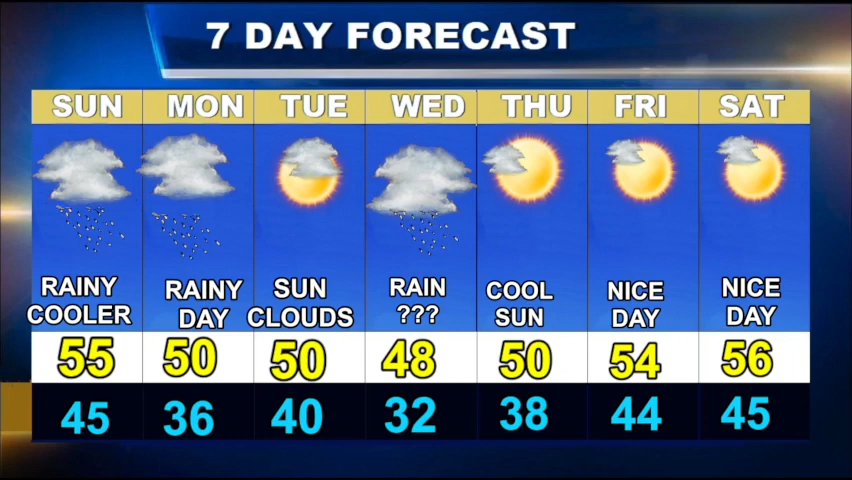 7 DAY FORECAST
SUN MON TUE WED THU FRI SAT
RAINY COOLER
RAINY DAY
SUN CLOUDS
RAIN ???
COOL SUN
NICE DAY
NICE DAY
55 50 50 48 50 54 56
45 36 40 32 38 44 45